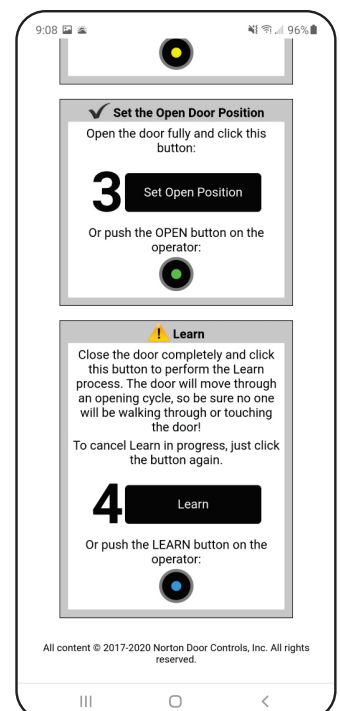 9:08 96%
Set the Open Door Position
Open the door fully and click this
button:
3 Set Open Position
Or push the OPEN button on the
operator:
Learn
Close the door completely and click
this button to perform the Learn
process. The door will move through
an opening cycle, so be sure no one
will be walking through or touching
the door!
To cancel Learn in progress, just click
the button again.
4 Learn
Or push the LEARN button on the
operator:
All content © 2017-2020 Norton Door Controls, Inc. All rights
reserved.